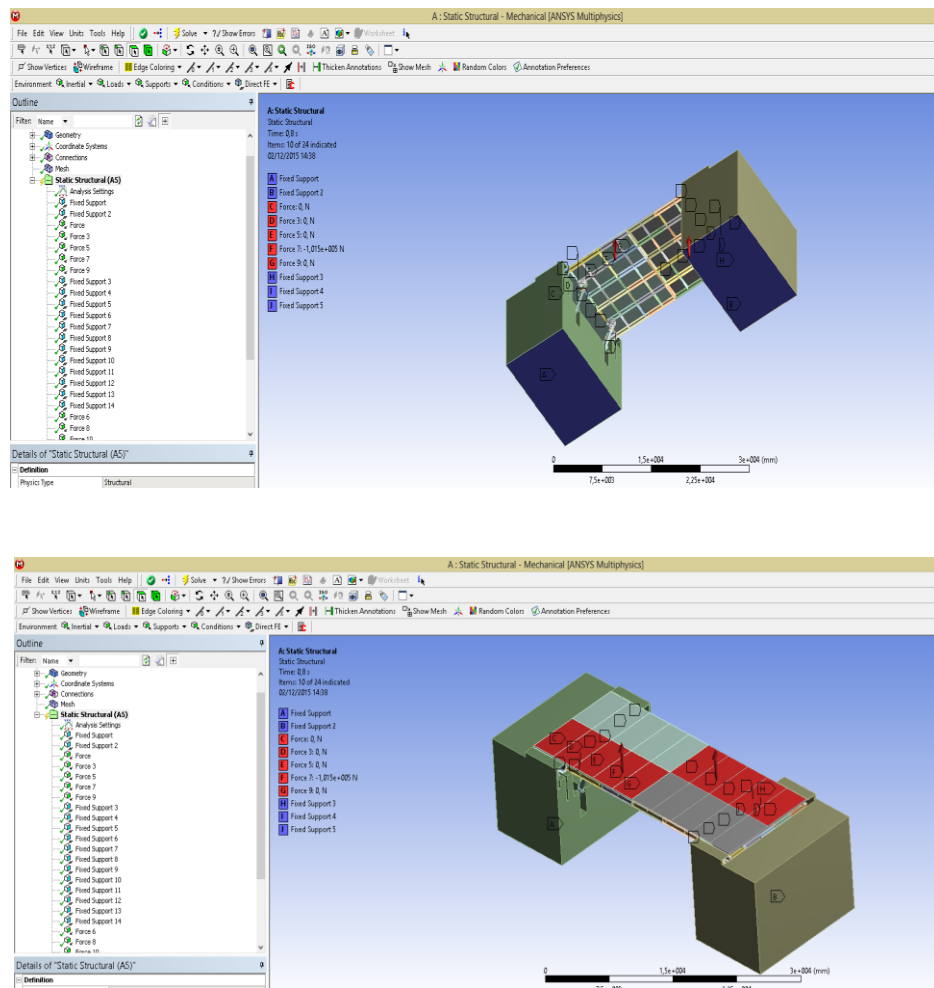 A : Static Structural - Mechanical [ANSYS Multiphysics]
File Edit View Units Tools Help Solve ?/ Show Errors Worksheet
Show Vertices Wireframe Edge Coloring Thicken Annotations Show Mesh Random Colors Annotation Preferences
Environment Inertial Loads Supports Conditions Direct FE
Outline
Filter: Name
Geometry
Coordinate Systems
Connections
Mesh
Static Structural (A5)
Analysis Settings
Fixed Support
Fixed Support 2
Force
Force 3
Force 5
Force 7
Force 9
Fixed Support 3
Fixed Support 4
Fixed Support 5
Fixed Support 6
Fixed Support 7
Fixed Support 8
Fixed Support 9
Fixed Support 10
Fixed Support 11
Fixed Support 12
Fixed Support 13
Fixed Support 14
Force 6
Force 8
Force 10
Details of "Static Structural (A5)"
Definition
Physics Type Structural
A: Static Structural
Static Structural
Time: 0,8 s
Items: 10 of 24 indicated
02/12/2015 14:38
A Fixed Support
B Fixed Support 2
C Force: 0, N
D Force 3: 0, N
E Force 5: 0, N
F Force 7: -1,015e+005 N
G Force 9: 0, N
H Fixed Support 3
I Fixed Support 4
J Fixed Support 5
C
D
H
B
A
0 1,5e+004 3e+004 (mm)
7,5e+003 2,25e+004
A : Static Structural - Mechanical [ANSYS Multiphysics]
File Edit View Units Tools Help Solve ?/ Show Errors Worksheet
Show Vertices Wireframe Edge Coloring Thicken Annotations Show Mesh Random Colors Annotation Preferences
Environment Inertial Loads Supports Conditions Direct FE
Outline
Filter: Name
Geometry
Coordinate Systems
Connections
Mesh
Static Structural (A5)
Analysis Settings
Fixed Support
Fixed Support 2
Force
Force 3
Force 5
Force 7
Force 9
Fixed Support 3
Fixed Support 4
Fixed Support 5
Fixed Support 6
Fixed Support 7
Fixed Support 8
Fixed Support 9
Fixed Support 10
Fixed Support 11
Fixed Support 12
Fixed Support 13
Fixed Support 14
Force 6
Force 8
Force 10
Details of "Static Structural (A5)"
Definition
A: Static Structural
Static Structural
Time: 0,8 s
Items: 10 of 24 indicated
02/12/2015 14:38
A Fixed Support
B Fixed Support 2
C Force: 0, N
D Force 3: 0, N
E Force 5: 0, N
F Force 7: -1,015e+005 N
G Force 9: 0, N
H Fixed Support 3
I Fixed Support 4
J Fixed Support 5
F
G
H
A
B
0 1,5e+004 3e+004 (mm)